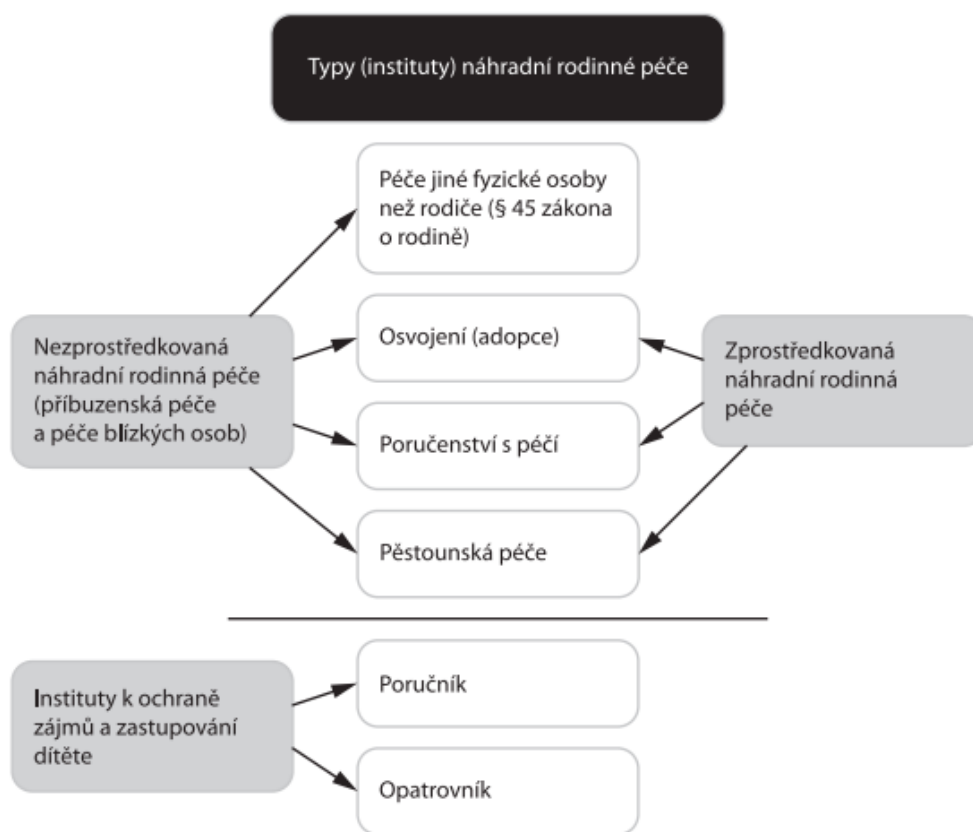 Typy (instituty) náhradní rodinné péče
Péče jiné fyzické osoby
než rodiče (§ 45 zákona
o rodině)
Nezprostředkovaná
náhradní rodinná péče
(příbuzenská péče
a péče blízkých osob)
Osvojení (adopce)
Zprostředkovaná
náhradní rodinná
péče
Poručenství s péčí
Pěstounská péče
Instituty k ochraně
zájmů a zastupování
dítěte
Poručník
Opatrovník